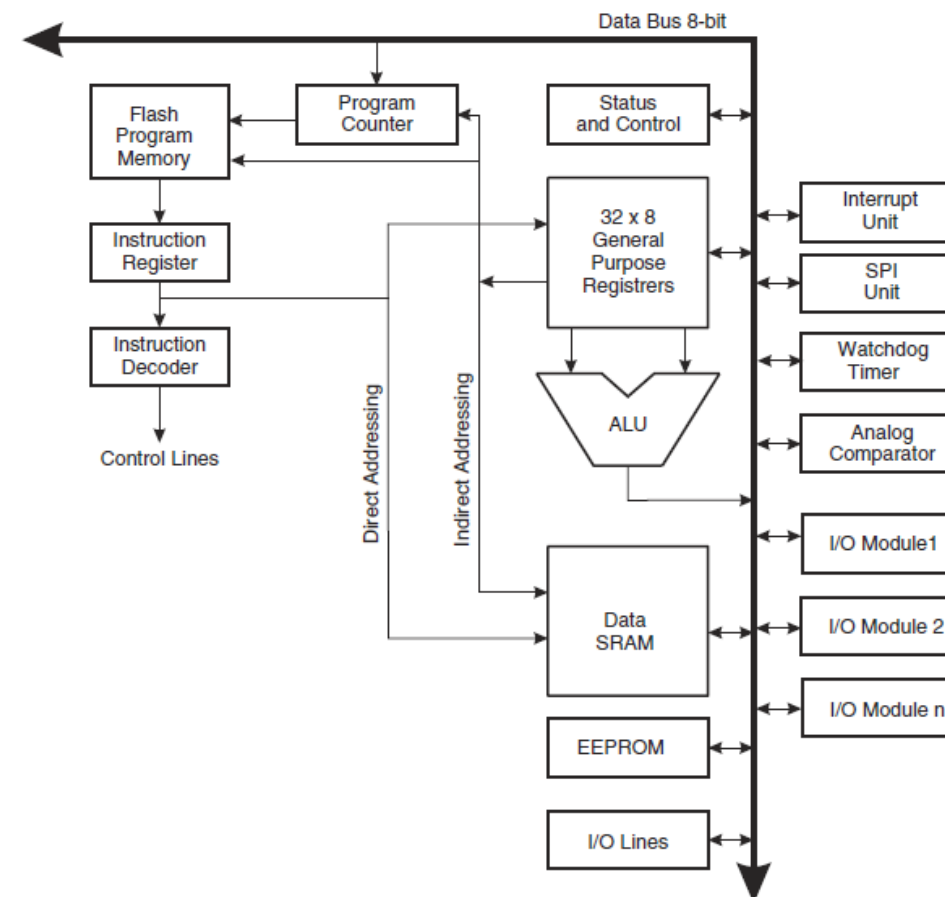 Data Bus 8-bit
Flash
Program
Memory
Program
Counter
Status
and Control
Interrupt
Unit
32 x 8
General
Purpose
Registrers
Instruction
Register
SPI
Unit
Instruction
Decoder
Watchdog
Timer
ALU
Analog
Comparator
Control Lines
Direct Addressing
Indirect Addressing
I/O Module1
Data
SRAM
I/O Module 2
I/O Module n
EEPROM
I/O Lines